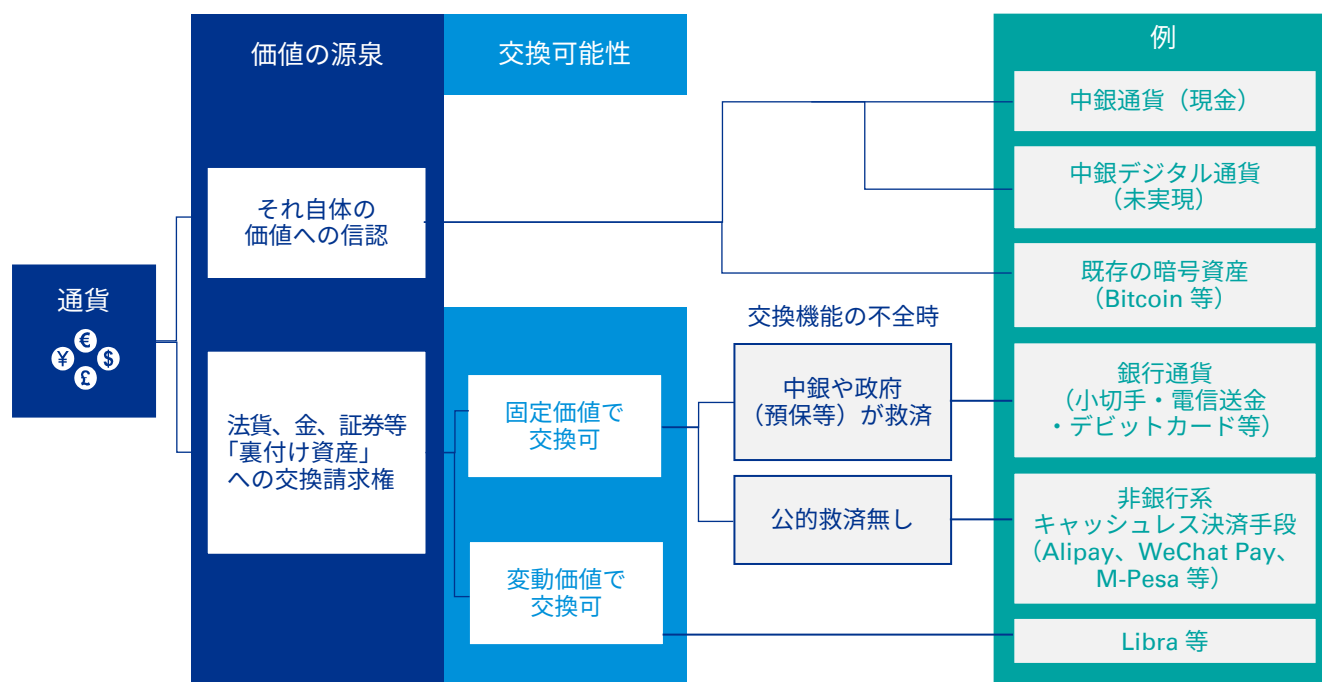 価値の源泉
交換可能性
例
通貨
€
¥ $
£
それ自体の
価値への信認
法貨、金、証券等
「裏付け資産」
への交換請求権
固定価値で
交換可
変動価値で
交換可
交換機能の不全時
中銀や政府
（預保等）が救済
公的救済無し
中銀通貨（現金）
中銀デジタル通貨
（未実現）
既存の暗号資産
（Bitcoin 等）
銀行通貨
（小切手・電信送金
・デビットカード等）
非銀行系
キャッシュレス決済手段
（Alipay、WeChat Pay、
M-Pesa 等）
Libra 等